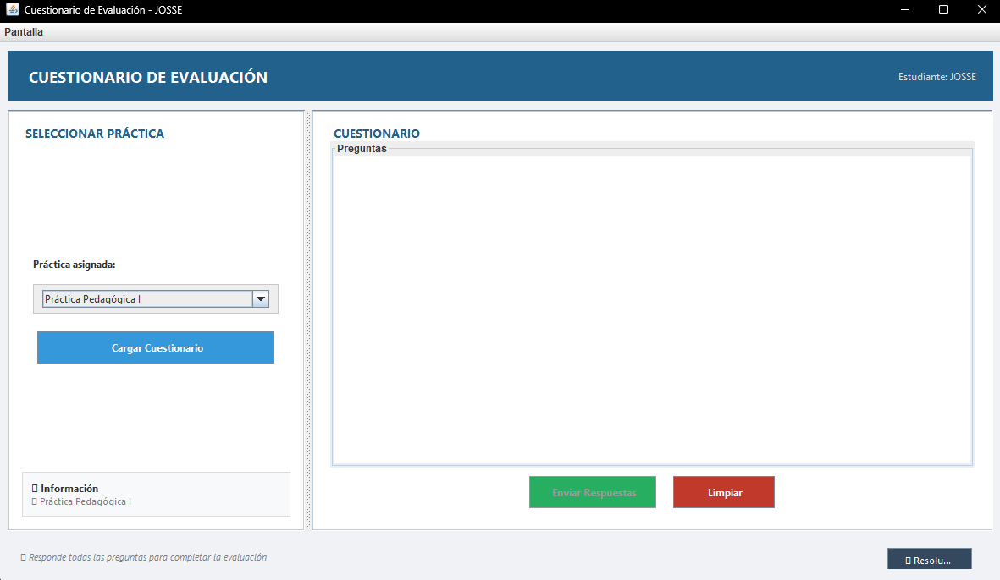 Cuestionario de Evaluación - JOSSE
Pantalla
CUESTIONARIO DE EVALUACIÓN
Estudiante: JOSSE
SELECCIONAR PRÁCTICA
Práctica asignada:
Práctica Pedagógica I
Cargar Cuestionario
Información
Práctica Pedagógica I
CUESTIONARIO
Preguntas
Enviar Respuestas
Limpiar
Responde todas las preguntas para completar la evaluación
Resolu...